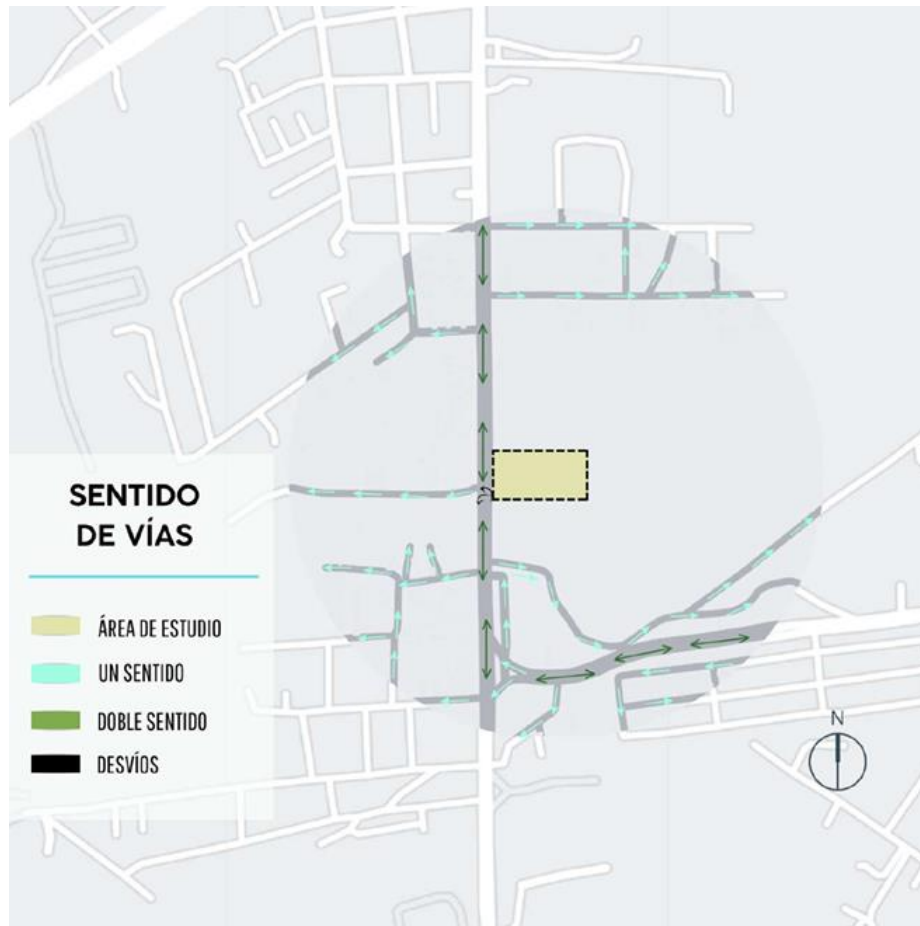 SENTIDO
DE VÍAS
ÁREA DE ESTUDIO
UN SENTIDO
DOBLE SENTIDO
DESVÍOS
N